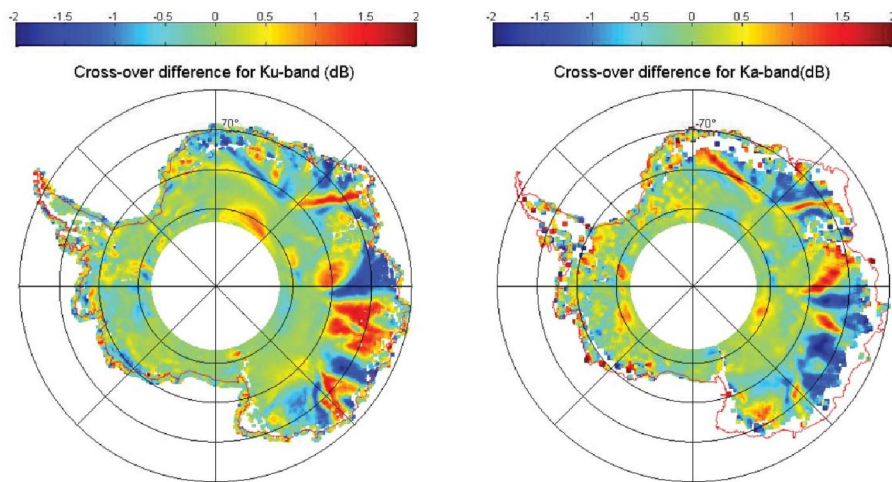 -2 -1.5 -1 -0.5 0 0.5 1 1.5 2
Cross-over difference for Ku-band (dB)
-70°
-2 -1.5 -1 -0.5 0 0.5 1 1.5 2
Cross-over difference for Ka-band(dB)
-70°